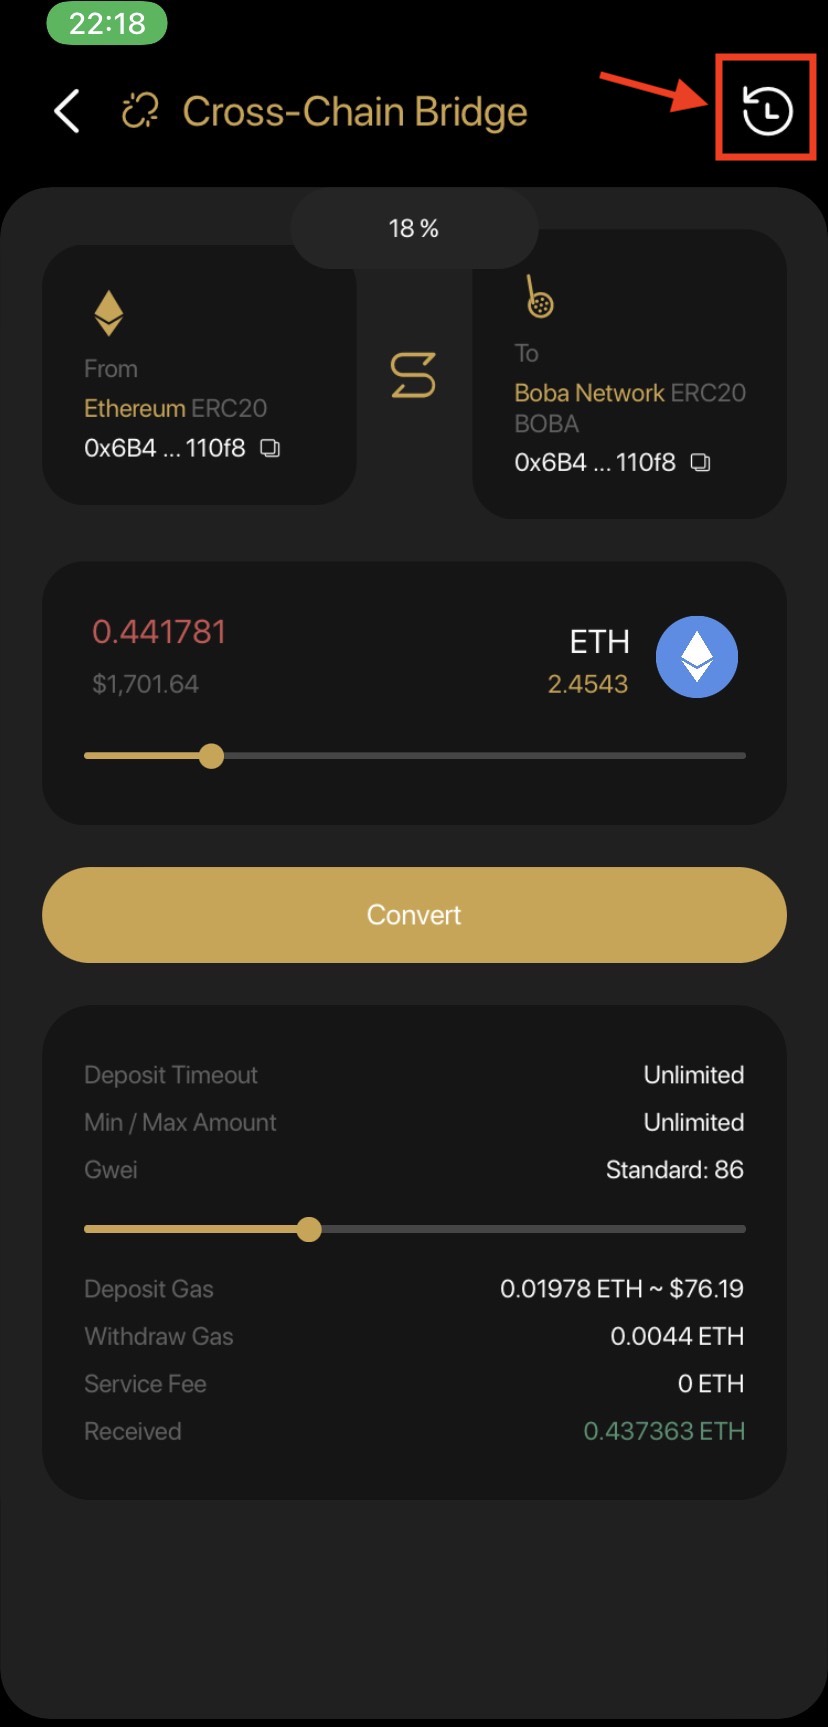 22:18
Cross-Chain Bridge
18 %
From
Ethereum ERC20
0x6B4 ... 110f8
To
Boba Network ERC20
BOBA
0x6B4 ... 110f8
0.441781
$1,701.64
ETH
2.4543
Convert
Deposit Timeout Unlimited
Min / Max Amount Unlimited
Gwei Standard: 86
Deposit Gas 0.01978 ETH ~ $76.19
Withdraw Gas 0.0044 ETH
Service Fee 0 ETH
Received 0.437363 ETH